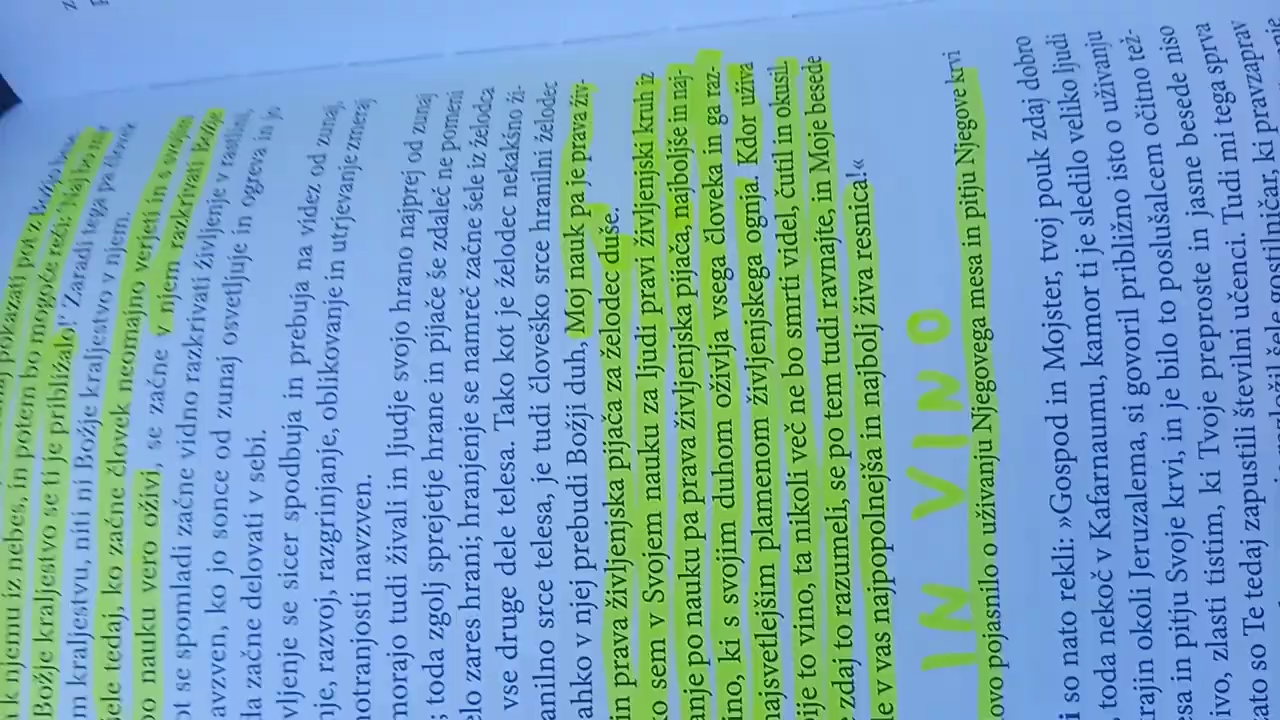 k njemu iz nebes, in potem bo mogoče reči: 'Naj bo
Božje kraljestvo se ti je približalo!' Zaradi tega pa človek
m kraljestvu, niti ni Božje kraljestvo v njem.
ele tedaj, ko začne človek neomajno verjeti in s svojim
po nauku vero oživi, se začne v njem razkrivati Božje
ot se spomladi začne vidno razkrivati življenje v rastlini,
avzven, ko jo sonce od zunaj osvetljuje in ogreva in jo
la začne delovati v sebi.
vljenje se sicer spodbuja in prebuja na videz od zunaj,
nje, razvoj, razgrinjanje, oblikovanje in utrjevanje zmeraj
notranjosti navzven.
morajo tudi živali in ljudje svojo hrano najprej od zunaj
; toda zgolj sprejetje hrane in pijače še zdaleč ne pomeni
elo zares hrani; hranjenje se namreč začne šele iz želodca
vse druge dele telesa. Tako kot je želodec nekakšno ži-
anilno srce telesa, je tudi človeško srce hranilni želodec
ahko v njej prebudi Božji duh, Moj nauk pa je prava živ-
in prava življenjska pijača za želodec duše.
o sem v Svojem nauku za ljudi pravi življenjski kruh iz
anje po nauku pa prava življenjska pijača, najboljše in naj-
ino, ki s svojim duhom oživlja vsega človeka in ga raz-
najsvetlejšim plamenom življenjskega ognja. Kdor uživa
pije to vino, ta nikoli več ne bo smrti videl, čutil in okusil.
zdaj to razumeli, se po tem tudi ravnajte, in Moje besede
le v vas najpopolnejša in najbolj živa resnica!«
IN VINO
ovo pojasnilo o uživanju Njegovega mesa in pitju Njegove krvi
i so nato rekli: »Gospod in Mojster, tvoj pouk zdaj dobro
toda nekoč v Kafarnaumu, kamor ti je sledilo veliko ljudi
rajin okoli Jeruzalema, si govoril približno isto o uživanju
sa in pitju Svoje krvi, in je bilo to poslušalcem očitno tež-
ivo, zlasti tistim, ki Tvoje preproste in jasne besede niso
ato so Te tedaj zapustili številni učenci. Tudi mi tega sprva
gostilničar, ki pravzaprav